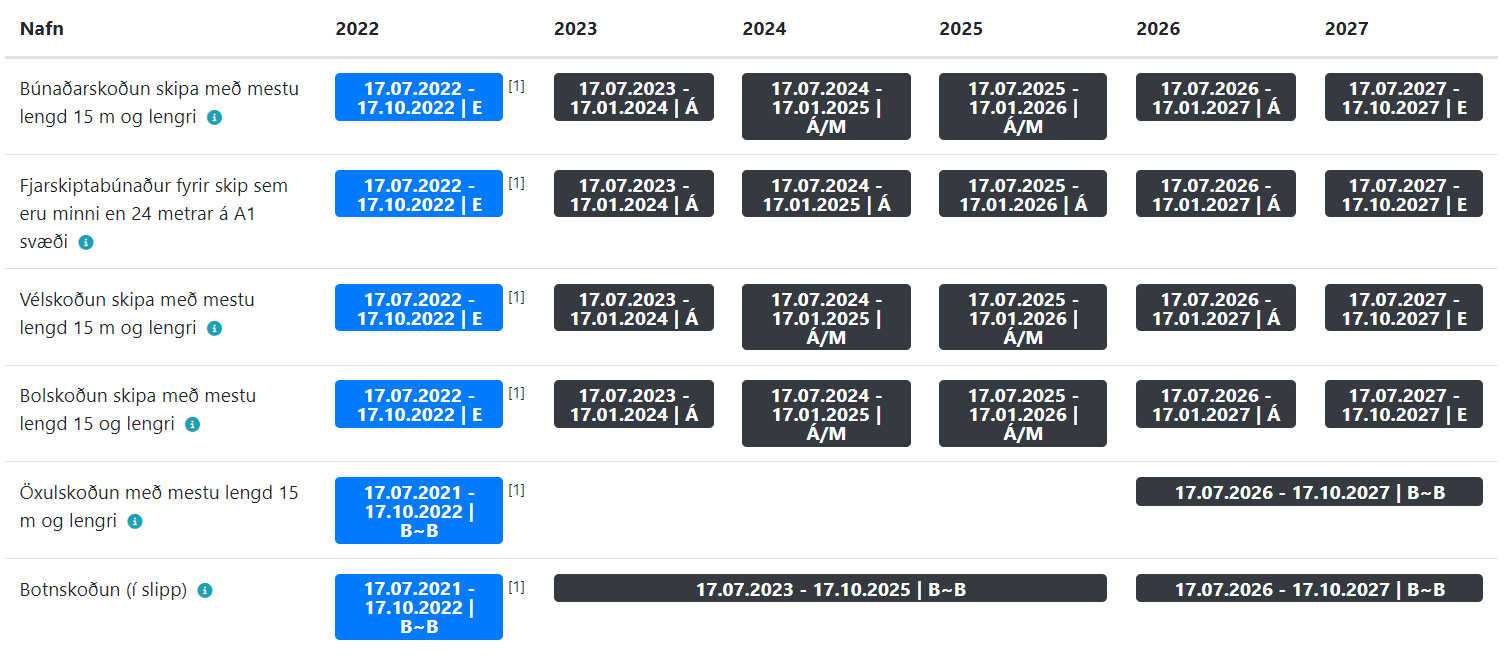 Nafn 2022 2023 2024 2025 2026 2027
Búnaðarskoðun skipa með mestu
lengd 15 m og lengri
17.07.2022 -
17.10.2022 | E
[1]
17.07.2023 -
17.01.2024 | Á
17.07.2024 -
17.01.2025 |
Á/M
17.07.2025 -
17.01.2026 |
Á/M
17.07.2026 -
17.01.2027 | Á
17.07.2027 -
17.10.2027 | E
Fjarskiptabúnaður fyrir skip sem
eru minni en 24 metrar á A1
svæði
17.07.2022 -
17.10.2022 | E
[1]
17.07.2023 -
17.01.2024 | Á
17.07.2024 -
17.01.2025 | Á
17.07.2025 -
17.01.2026 | Á
17.07.2026 -
17.01.2027 | Á
17.07.2027 -
17.10.2027 | E
Vélskoðun skipa með mestu
lengd 15 m og lengri
17.07.2022 -
17.10.2022 | E
[1]
17.07.2023 -
17.01.2024 | Á
17.07.2024 -
17.01.2025 |
Á/M
17.07.2025 -
17.01.2026 |
Á/M
17.07.2026 -
17.01.2027 | Á
17.07.2027 -
17.10.2027 | E
Bolskoðun skipa með mestu
lengd 15 og lengri
17.07.2022 -
17.10.2022 | E
[1]
17.07.2023 -
17.01.2024 | Á
17.07.2024 -
17.01.2025 |
Á/M
17.07.2025 -
17.01.2026 |
Á/M
17.07.2026 -
17.01.2027 | Á
17.07.2027 -
17.10.2027 | E
Öxulskoðun með mestu lengd 15
m og lengri
17.07.2021 -
17.10.2022 |
B~B
[1]
17.07.2026 - 17.10.2027 | B~B
Botnskoðun (í slipp)
17.07.2021 -
17.10.2022 |
B~B
[1]
17.07.2023 - 17.10.2025 | B~B
17.07.2026 - 17.10.2027 | B~B